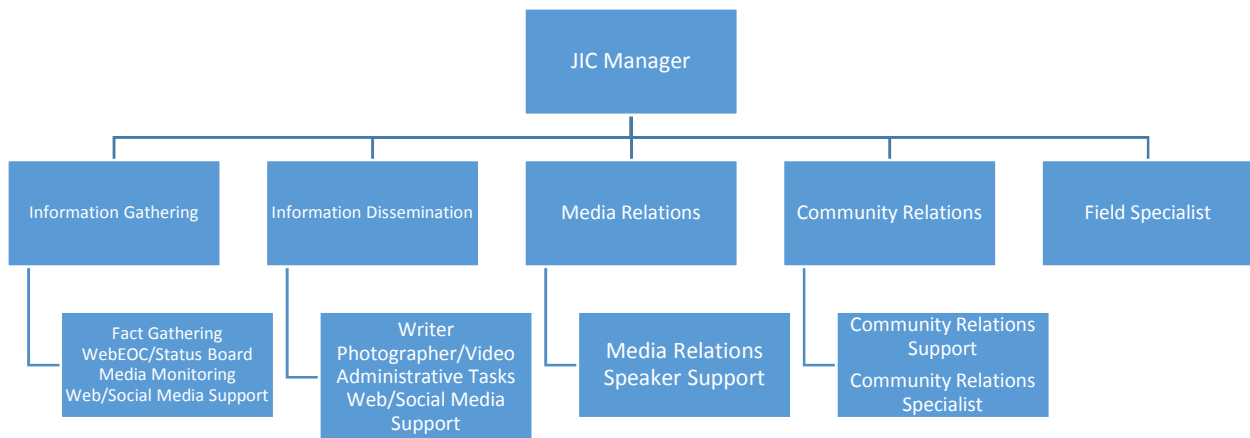 JIC Manager
Information Gathering
Information Dissemination
Media Relations
Community Relations
Field Specialist
Fact Gathering
WebEOC/Status Board
Media Monitoring
Web/Social Media Support
Writer
Photographer/Video
Administrative Tasks
Web/Social Media
Support
Media Relations
Speaker Support
Community Relations
Support
Community Relations
Specialist